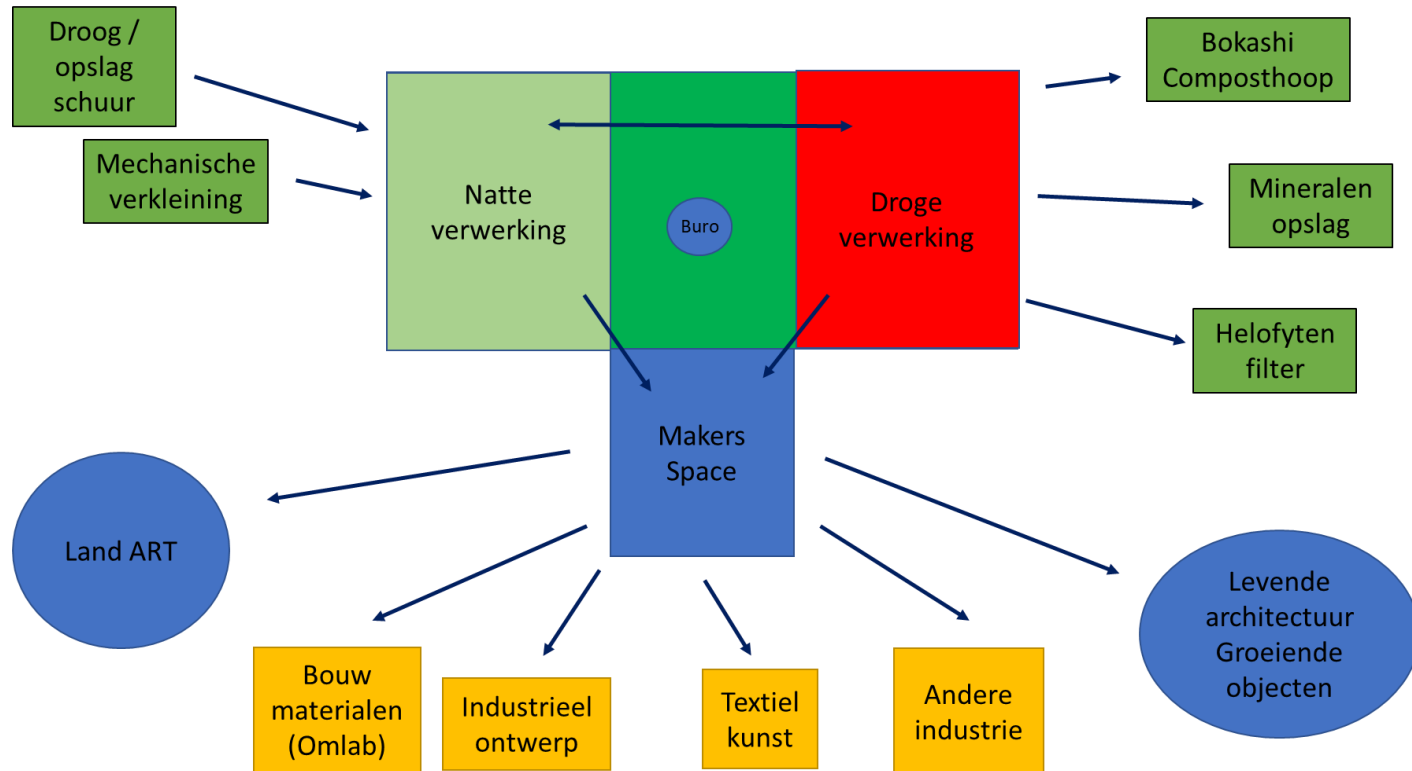 Droog /
opslag
schuur
Mechanische
verkleining
Natte
verwerking
Buro
Droge
verwerking
Bokashi
Composthoop
Mineralen
opslag
Helofyten
filter
Makers
Space
Land ART
Levende
architectuur
Groeiende
objecten
Bouw
materialen
(Omlab)
Industrieel
ontwerp
Textiel
kunst
Andere
industrie